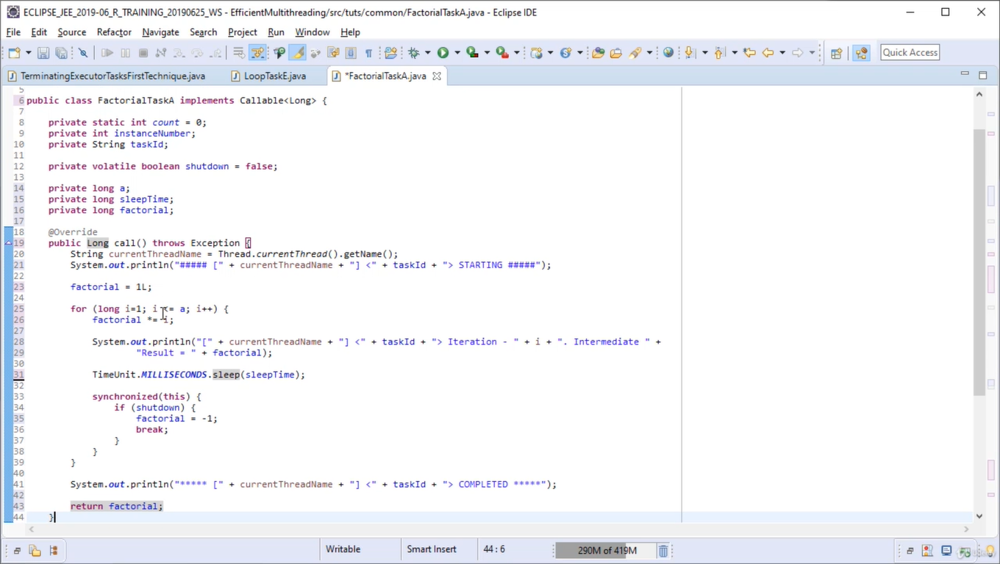 ECLIPSE_JEE_2019-06_R_TRAINING_20190625_WS - EfficientMultithreading/src/tuts/common/FactorialTaskA.java - Eclipse IDE
File Edit Source Refactor Navigate Search Project Run Window Help
Quick Access
TerminatingExecutorTasksFirstTechnique.java LoopTaskE.java *FactorialTaskA.java
5
6 public class FactorialTaskA implements Callable<Long> {
7
8 private static int count = 0;
9 private int instanceNumber;
10 private String taskId;
11
12 private volatile boolean shutdown = false;
13
14 private long a;
15 private long sleepTime;
16 private long factorial;
17
18 @Override
19 public Long call() throws Exception {
20 String currentThreadName = Thread.currentThread().getName();
21 System.out.println("##### [" + currentThreadName + "] <" + taskId + "> STARTING #####");
22
23 factorial = 1L;
24
25 for (long i=1; i <= a; i++) {
26 factorial *= i;
27
28 System.out.println("[" + currentThreadName + "] <" + taskId + "> Iteration - " + i + ". Intermediate " +
29 "Result = " + factorial);
30
31 TimeUnit.MILLISECONDS.sleep(sleepTime);
32
33 synchronized(this) {
34 if (shutdown) {
35 factorial = -1;
36 break;
37 }
38 }
39 }
40
41 System.out.println("***** [" + currentThreadName + "] <" + taskId + "> COMPLETED *****");
42
43 return factorial;
44 }
Writable Smart Insert 44 : 6 290M of 419M